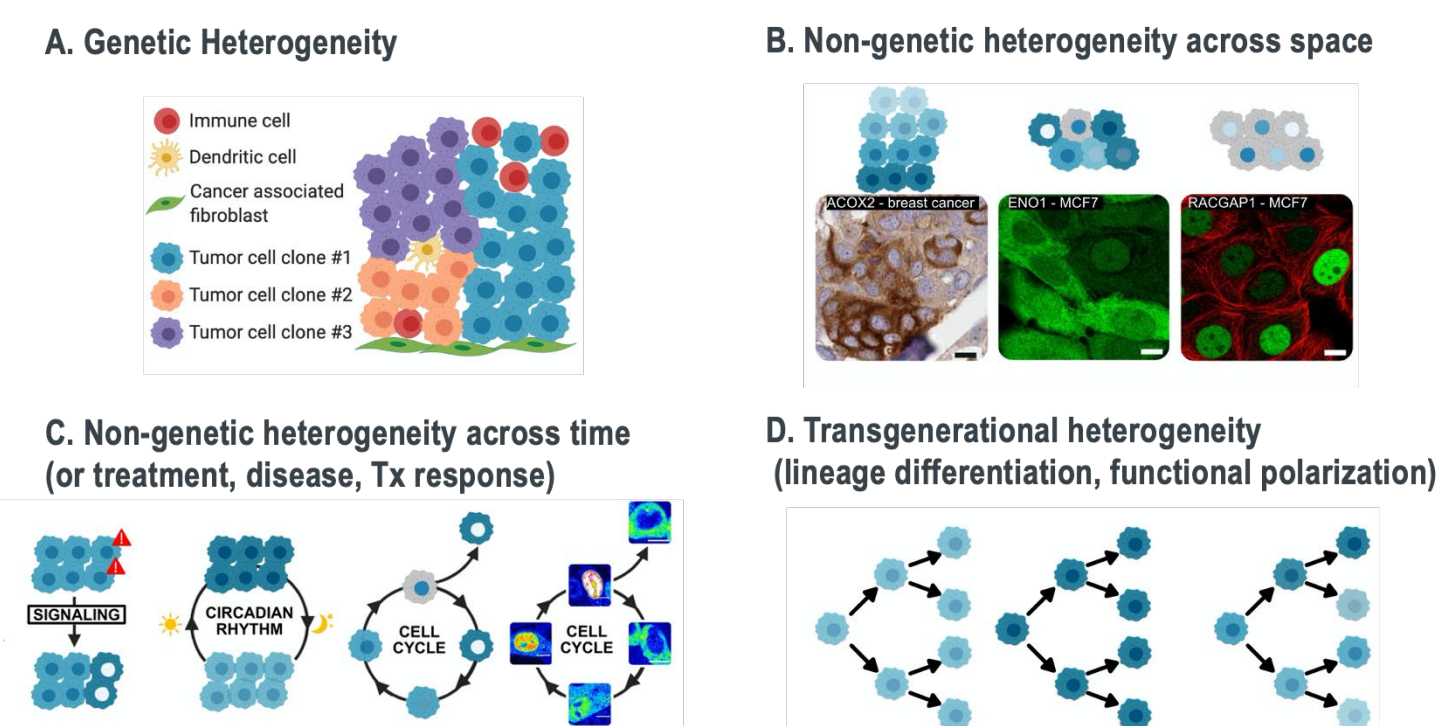 A. Genetic Heterogeneity
Immune cell
Dendritic cell
Cancer associated
fibroblast
Tumor cell clone #1
Tumor cell clone #2
Tumor cell clone #3
B. Non-genetic heterogeneity across space
ACOX2 - breast cancer
ENO1 - MCF7
RACGAP1 - MCF7
C. Non-genetic heterogeneity across time
(or treatment, disease, Tx response)
SIGNALING
CIRCADIAN
RHYTHM
CELL
CYCLE
CELL
CYCLE
D. Transgenerational heterogeneity
(lineage differentiation, functional polarization)